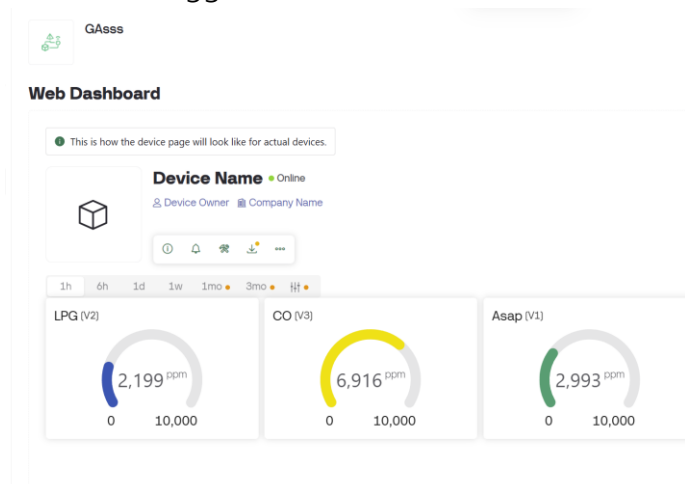 GAsss
Web Dashboard
This is how the device page will look like for actual devices.
Device Name Online
Device Owner Company Name
1h 6h 1d 1w 1mo 3mo
LPG (V2) CO (V3) Asap (V1)
2,199 ppm 6,916 ppm 2,993 ppm
0 10,000 0 10,000 0 10,000